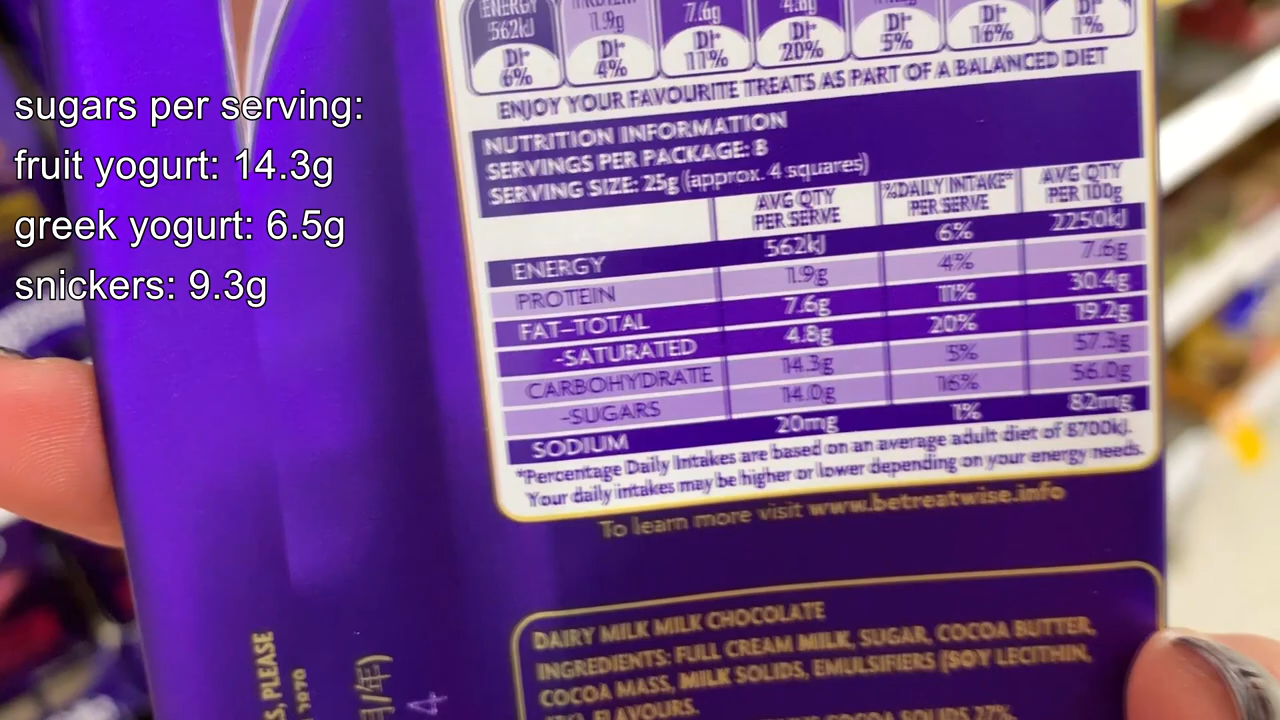 sugars per serving:
fruit yogurt: 14.3g
greek yogurt: 6.5g
snickers: 9.3g
ENERGY 1.9g 7.6g 4.8g
562kJ DI* DI* DI* DI* DI* DI*
DI* 4% 11% 20% 5% 16% 1%
6%
ENJOY YOUR FAVOURITE TREATS AS PART OF A BALANCED DIET
NUTRITION INFORMATION
SERVINGS PER PACKAGE: 8
SERVING SIZE: 25g (approx. 4 squares)
AVG QTY PER SERVE %DAILY INTAKE* PER SERVE AVG QTY PER 100g
ENERGY 562kJ 6% 2250kJ
PROTEIN 1.9g 4% 7.6g
FAT-TOTAL 7.6g 11% 30.4g
-SATURATED 4.8g 20% 19.2g
CARBOHYDRATE 14.3g 5% 57.3g
-SUGARS 14.0g 16% 56.0g
SODIUM 20mg 1% 82mg
*Percentage Daily Intakes are based on an average adult diet of 8700kJ.
Your daily intakes may be higher or lower depending on your energy needs.
To learn more visit www.betreatwise.info
DAIRY MILK MILK CHOCOLATE
INGREDIENTS: FULL CREAM MILK, SUGAR, COCOA BUTTER,
COCOA MASS, MILK SOLIDS, EMULSIFIERS (SOY LECITHIN,
FLAVOURS.
COCOA SOLIDS 27%,
PLEASE
月/年)
4